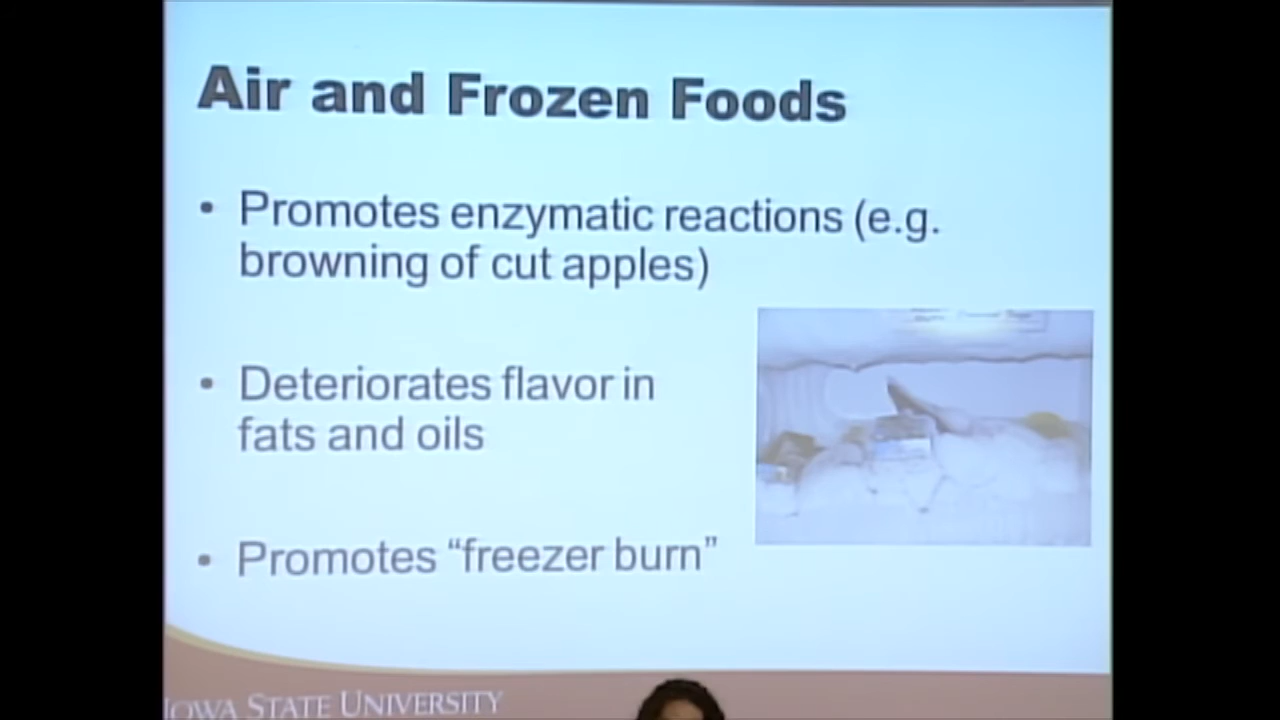 Air and Frozen Foods
• Promotes enzymatic reactions (e.g.
browning of cut apples)
• Deteriorates flavor in
fats and oils
• Promotes “freezer burn”
IOWA STATE UNIVERSITY